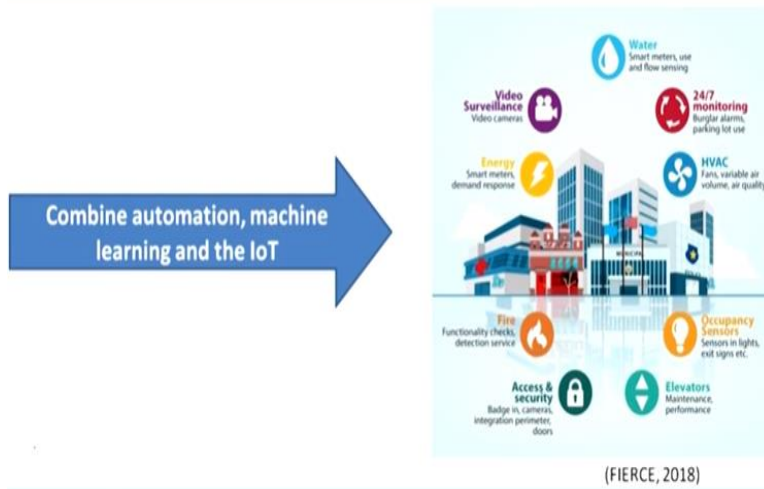 Combine automation, machine
learning and the IoT
Water
Smart meters, use
and flow sensing
Video
Surveillance
Video cameras
24/7
monitoring
Burglar alarms,
parking lot use
Energy
Smart meters,
demand response
HVAC
Fans, variable air
volume, air quality
MUNICIPAL
Fire
Functionality checks,
detection service
Occupancy
Sensors
Sensors in lights,
exit signs etc.
Access &
security
Badge in, cameras,
integration perimeter,
doors
Elevators
Maintenance,
performance
(FIERCE, 2018)